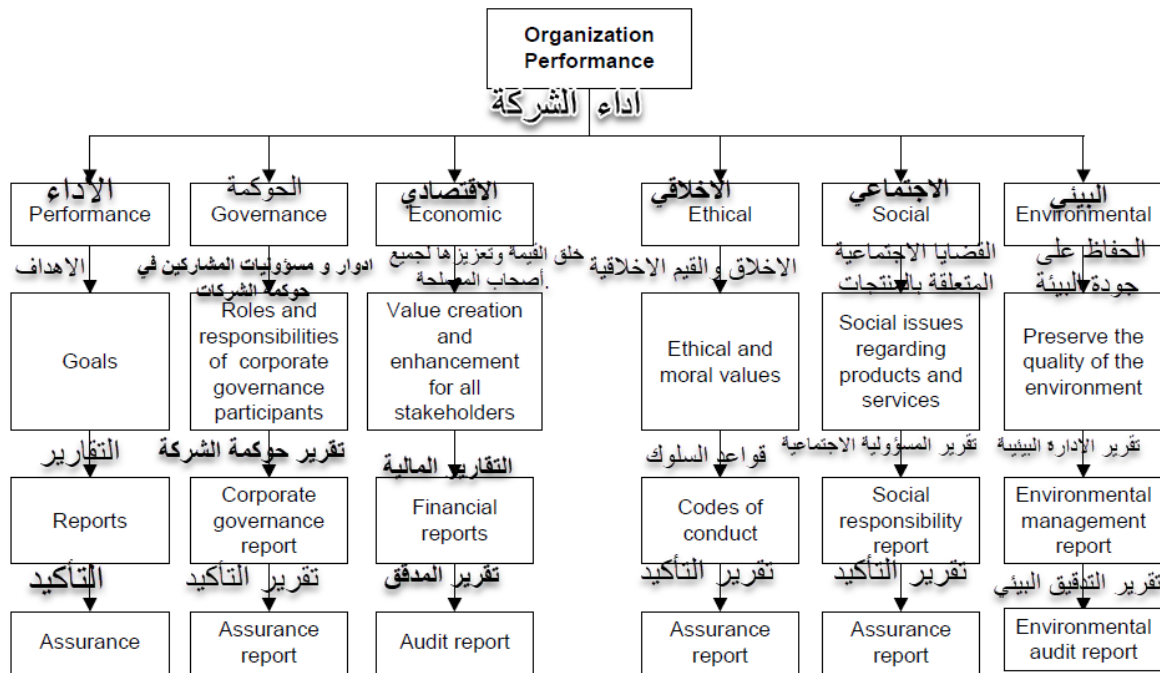 Organization
Performance
اداء الشركة
الأداء
Performance
الحوكمة
Governance
الاقتصادي
Economic
الاخلاقي
Ethical
الاجتماعي
Social
البيئي
Environmental
الاهداف
ادوار و مسؤوليات المشاركين في
حوكمة الشركات
خلق القيمة وتعزيزها لجميع
أصحاب المصلحة.
الاخلاق والقيم الاخلاقية
القضايا الاجتماعية
المتعلقة بالمنتجات
الحفاظ على
جودة البيئة
Goals
Roles and
responsibilities
of corporate
governance
participants
Value creation
and
enhancement
for all
stakeholders
Ethical and
moral values
Social issues
regarding
products and
services
Preserve the
quality of the
environment
التقارير
تقرير حوكمة الشركة
التقارير المالية
قواعد السلوك
تقرير المسؤولية الاجتماعية
تقرير الإدارة البيئية
Reports
Corporate
governance
report
Financial
reports
Codes of
conduct
Social
responsibility
report
Environmental
management
report
التأكيد
تقرير التأكيد
تقرير المدقق
تقرير التأكيد
تقرير التأكيد
تقرير التدقيق البيئي
Assurance
Assurance
report
Audit report
Assurance
report
Assurance
report
Environmental
audit report